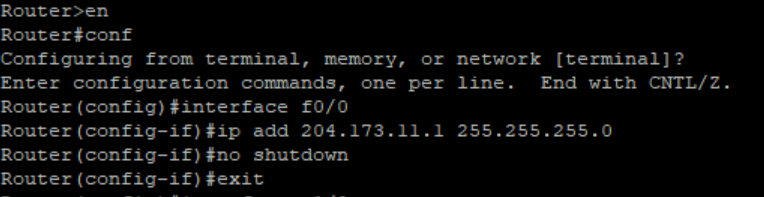 Router>en
Router#conf
Configuring from terminal, memory, or network [terminal]?
Enter configuration commands, one per line.  End with CNTL/Z.
Router(config)#interface f0/0
Router(config-if)#ip add 204.173.11.1 255.255.255.0
Router(config-if)#no shutdown
Router(config-if)#exit